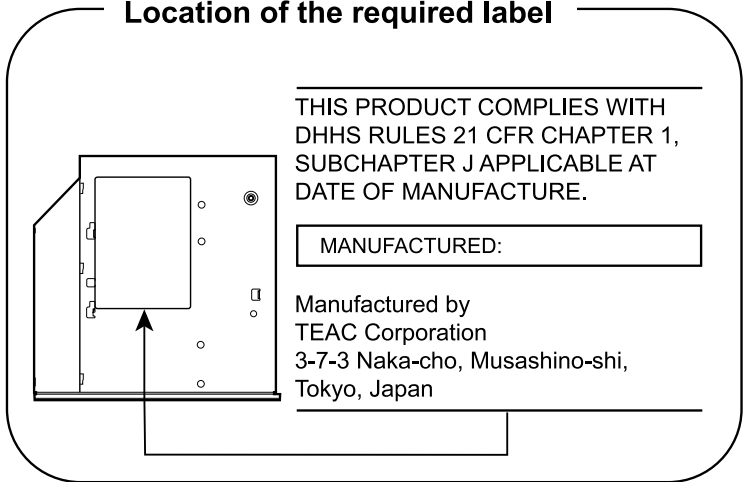 Location of the required label
THIS PRODUCT COMPLIES WITH
DHHS RULES 21 CFR CHAPTER 1,
SUBCHAPTER J APPLICABLE AT
DATE OF MANUFACTURE.
MANUFACTURED:
Manufactured by
TEAC Corporation
3-7-3 Naka-cho, Musashino-shi,
Tokyo, Japan